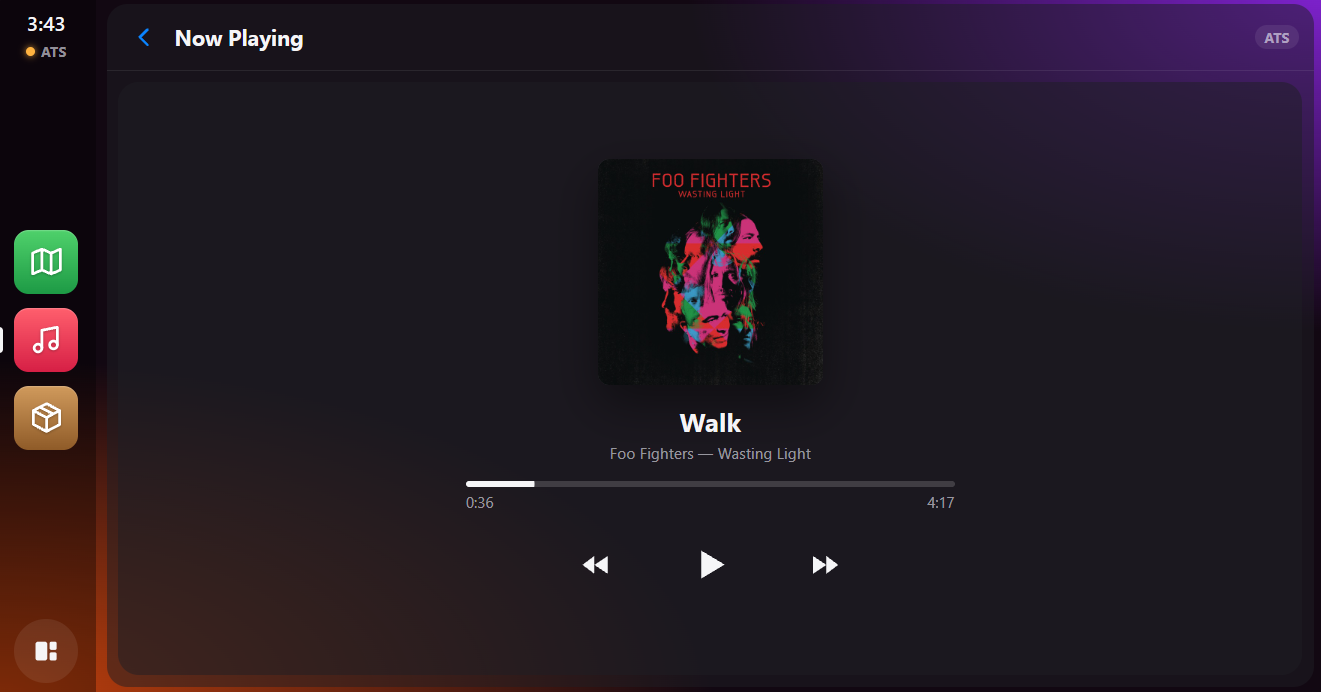 3:43
ATS
Now Playing
ATS
FOO FIGHTERS
WASTING LIGHT
Walk
Foo Fighters — Wasting Light
0:36
4:17